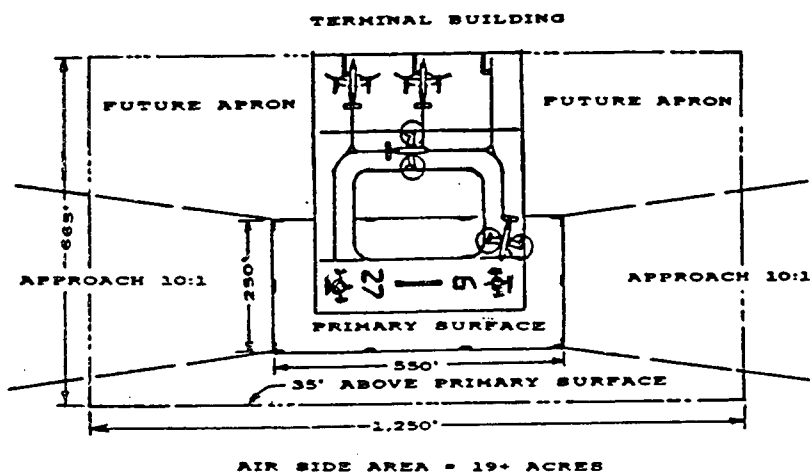 TERMINAL BUILDING
FUTURE APRON
FUTURE APRON
665'
250'
APPROACH 10:1
APPROACH 10:1
27
9
PRIMARY SURFACE
550'
35' ABOVE PRIMARY SURFACE
1,250'
AIR SIDE AREA = 19+ ACRES